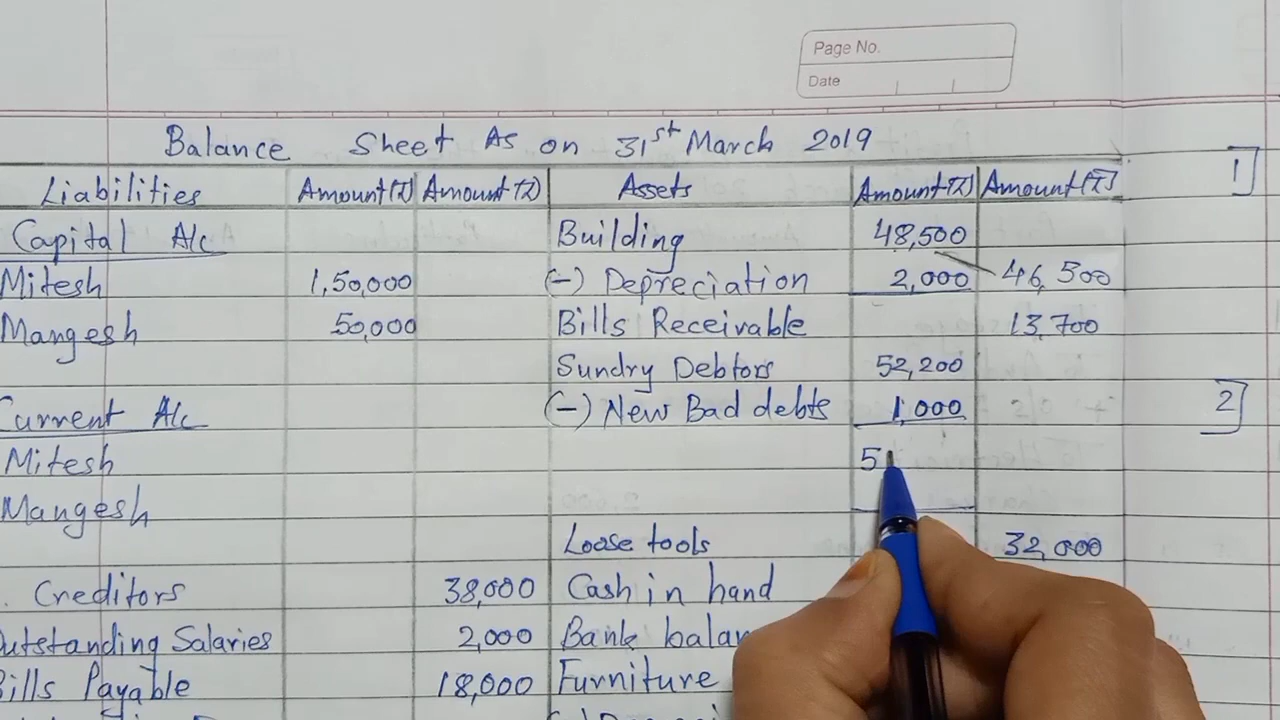 Page No.
Date
Balance Sheet As on 31st March 2019
Liabilities Amount(₹) Amount(₹) Assets Amount(₹) Amount(₹)
1
Capital A/c Building 48,500
Mitesh 1,50,000 (-) Depreciation 2,000 46,500
Mangesh 50,000 Bills Receivable 13,700
Sundry Debtors 52,200
Current A/c (-) New Bad debts 1,000
2
Mitesh 5
Mangesh
Loose tools 32,000
Creditors 38,000 Cash in hand
Outstanding Salaries 2,000 Bank
Bills Payable 18,000 Furniture